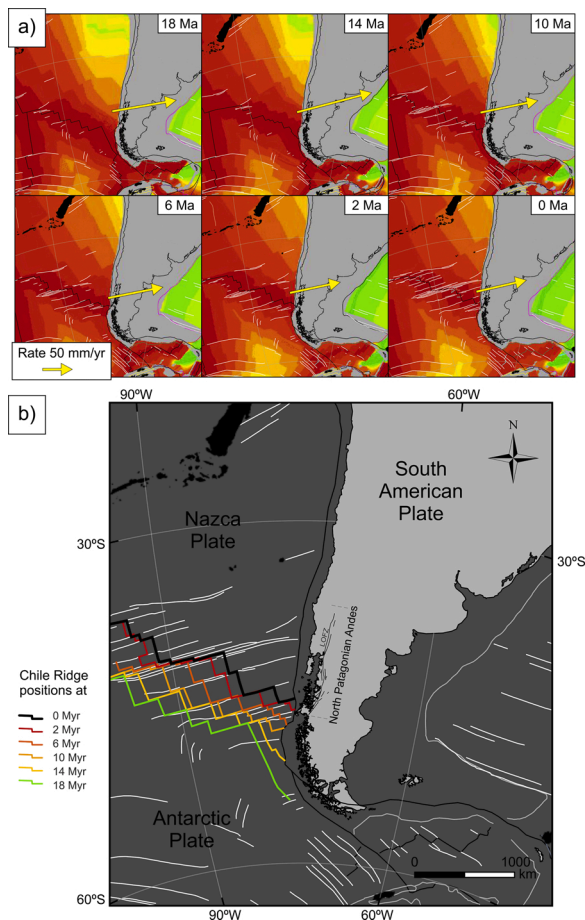 a)
18 Ma
14 Ma
10 Ma
6 Ma
2 Ma
0 Ma
Rate 50 mm/yr
b)
90ºW
60ºW
N
South
American
Plate
Nazca
Plate
30ºS
30ºS
LOFZ
North Patagonian Andes
Chile Ridge
positions at
0 Myr
2 Myr
6 Myr
10 Myr
14 Myr
18 Myr
Antarctic
Plate
0
1000
km
60ºS
90ºW
60ºW